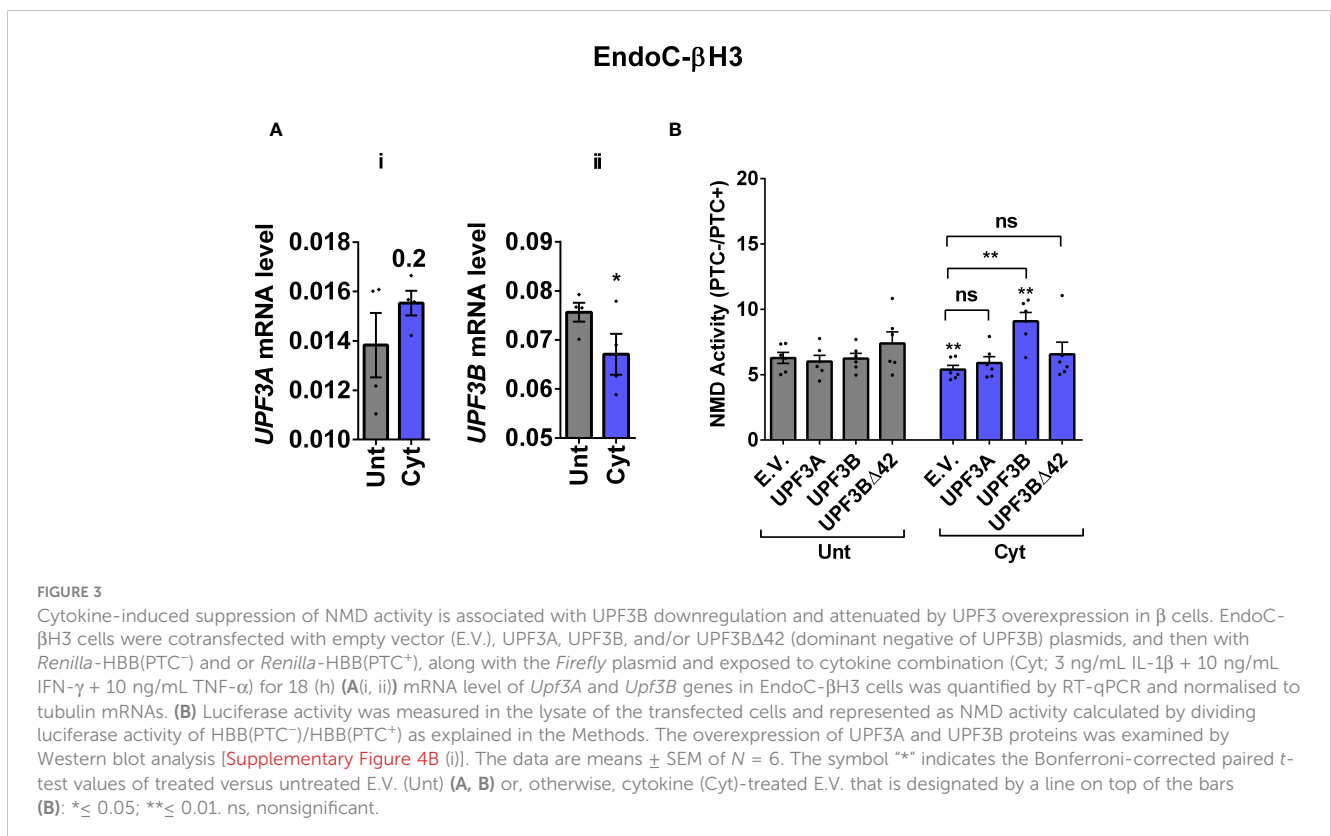 EndoC-βH3
A
B
i
ii
UPF3A mRNA level
0.018
0.016
0.014
0.012
0.010
0.2
Unt
Cyt
UPF3B mRNA level
0.09
0.08
0.07
0.06
0.05
*
Unt
Cyt
NMD Activity (PTC-/PTC+)
20
15
10
5
0
ns
**
ns
**
**
E.V.
UPF3A
UPF3B
UPF3BΔ42
E.V.
UPF3A
UPF3B
UPF3BΔ42
Unt
Cyt
FIGURE 3
Cytokine-induced suppression of NMD activity is associated with UPF3B downregulation and attenuated by UPF3 overexpression in β cells. EndoC-
βH3 cells were cotransfected with empty vector (E.V.), UPF3A, UPF3B, and/or UPF3BΔ42 (dominant negative of UPF3B) plasmids, and then with
Renilla-HBB(PTC⁻) and or Renilla-HBB(PTC⁺), along with the Firefly plasmid and exposed to cytokine combination (Cyt; 3 ng/mL IL-1β + 10 ng/mL
IFN-γ + 10 ng/mL TNF-α) for 18 (h) (A(i, ii)) mRNA level of Upf3A and Upf3B genes in EndoC-βH3 cells was quantified by RT-qPCR and normalised to
tubulin mRNAs. (B) Luciferase activity was measured in the lysate of the transfected cells and represented as NMD activity calculated by dividing
luciferase activity of HBB(PTC⁻)/HBB(PTC⁺) as explained in the Methods. The overexpression of UPF3A and UPF3B proteins was examined by
Western blot analysis [Supplementary Figure 4B (i)]. The data are means ± SEM of N = 6. The symbol “*” indicates the Bonferroni-corrected paired t-
test values of treated versus untreated E.V. (Unt) (A, B) or, otherwise, cytokine (Cyt)-treated E.V. that is designated by a line on top of the bars
(B): *≤ 0.05; **≤ 0.01. ns, nonsignificant.